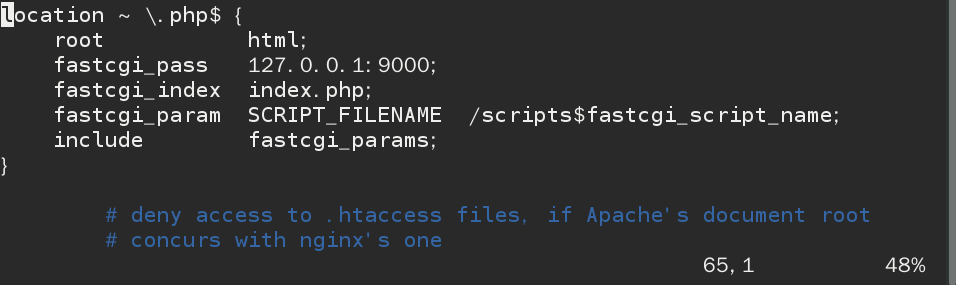 location ~ \.php$ {
    root           html;
    fastcgi_pass   127.0.0.1:9000;
    fastcgi_index  index.php;
    fastcgi_param  SCRIPT_FILENAME  /scripts$fastcgi_script_name;
    include        fastcgi_params;
}
        # deny access to .htaccess files, if Apache's document root
        # concurs with nginx's one
65,1          48%